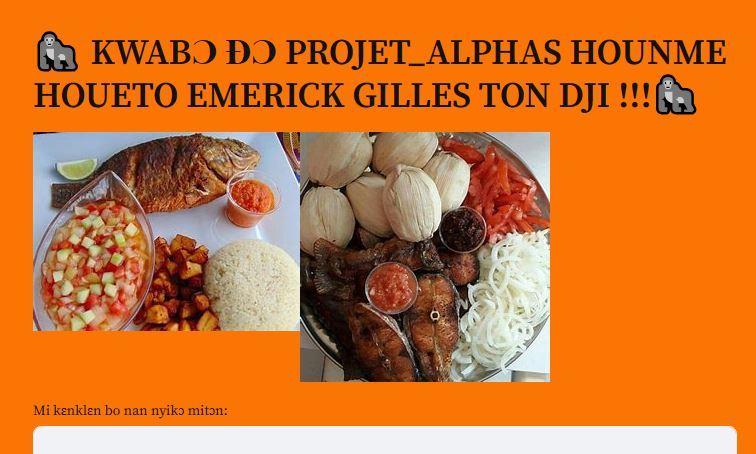 🦍 KWABƆ ÐƆ PROJET_ALPHAS HOUNME
HOUETO EMERICK GILLES TON DJI !!!🦍
Mi kɛnklɛn bo nan nyikɔ mitɔn: